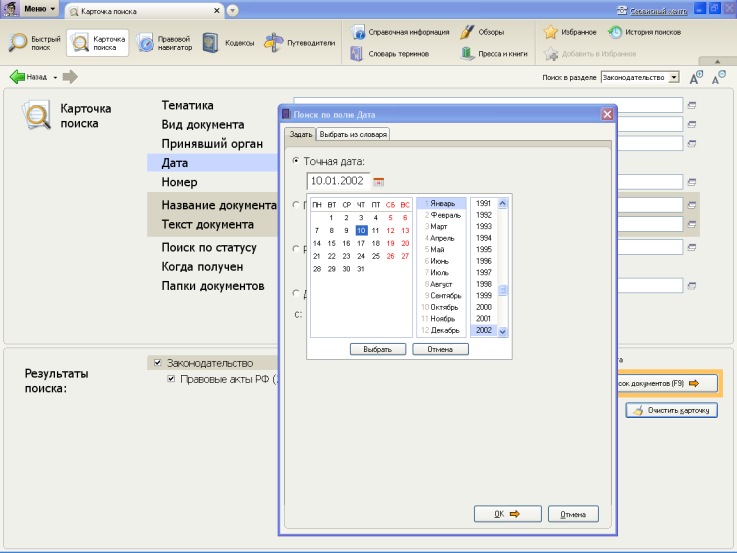 Меню
Карточка поиска
Сервисный центр
Быстрый поиск
Карточка поиска
Правовой навигатор
Кодексы
Путеводители
Справочная информация
Словарь терминов
Обзоры
Пресса и книги
Избранное
Добавить в Избранное
История поисков
Назад
Поиск в разделе Законодательство
Карточка
поиска
Тематика
Вид документа
Принявший орган
Дата
Номер
Название документа
Текст документа
Поиск по статусу
Когда получен
Папки документов
Поиск по полю Дата
Задать Выбрать из словаря
Точная дата:
10.01.2002
ПН ВТ СР ЧТ ПТ СБ ВС
1 2 3 4 5 6
7 8 9 10 11 12 13
14 15 16 17 18 19 20
21 22 23 24 25 26 27
28 29 30 31
1 Январь
2 Февраль
3 Март
4 Апрель
5 Май
6 Июнь
7 Июль
8 Август
9 Сентябрь
10 Октябрь
11 Ноябрь
12 Декабрь
1991
1992
1993
1994
1995
1996
1997
1998
1999
2000
2001
2002
Выбрать Отмена
с:
OK Отмена
Результаты
поиска:
Законодательство
Правовые акты РФ (
документов (F9)
Очистить карточку